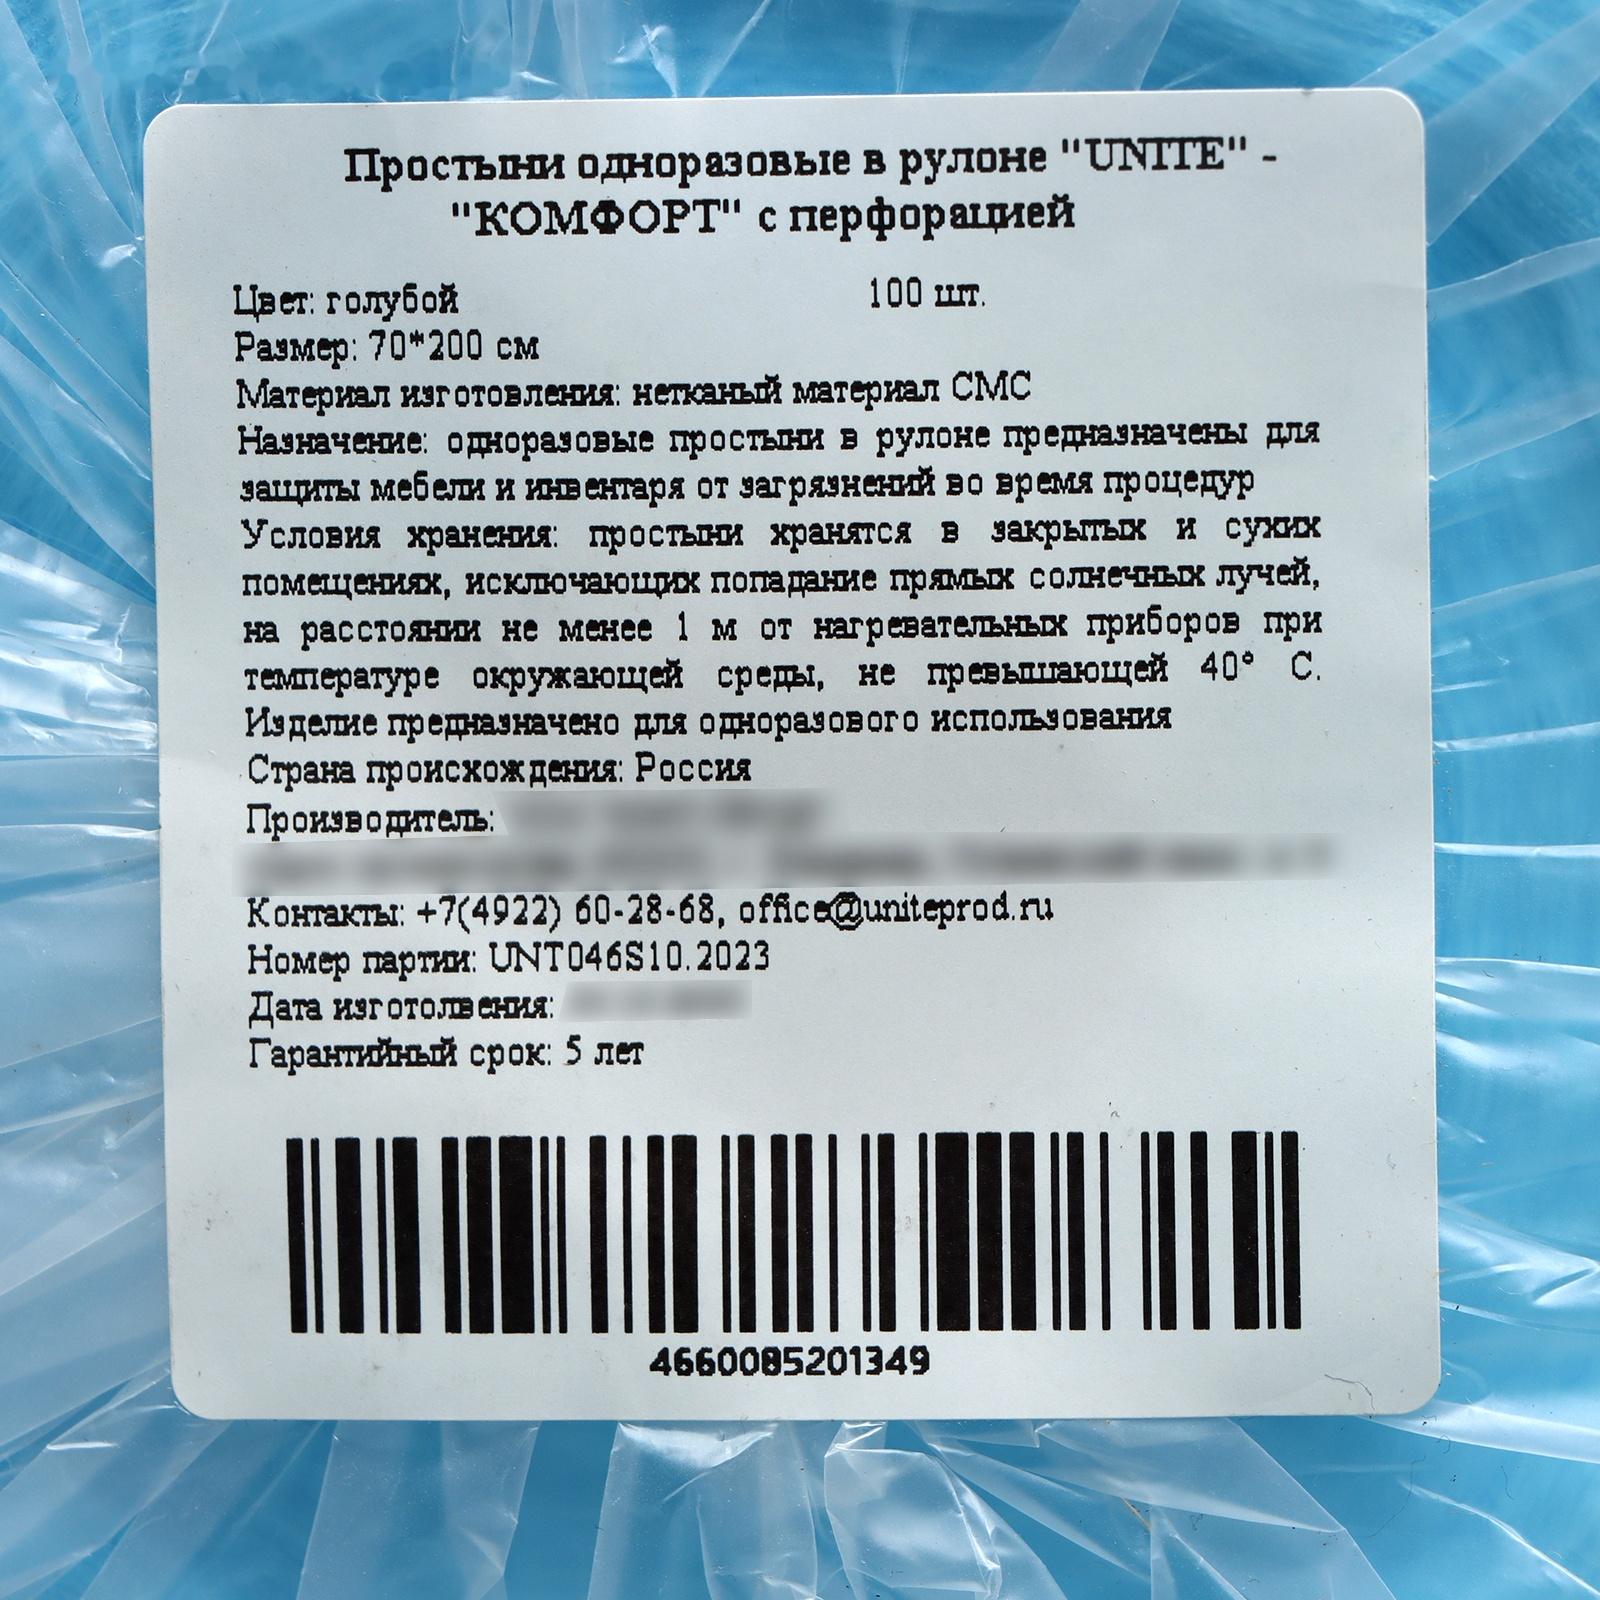 Простыни одноразовые в рулоне "UNITE" -
"КОМФОРТ" с перфорацией
Цвет: голубой 100 шт.
Размер: 70*200 см
Материал изготовления: нетканый материал СМС
Назначение: одноразовые простыни в рулоне предназначены для
защиты мебели и инвентаря от загрязнений во время процедур
Условия хранения: простыни хранятся в закрытых и сухих
помещениях, исключающих попадание прямых солнечных лучей,
на расстоянии не менее 1 м от нагревательных приборов при
температуре окружающей среды, не превышающей 40° С.
Изделие предназначено для одноразового использования
Страна происхождения: Россия
Производитель:
Контакты: +7(4922) 60-28-68, office@uniteprod.ru
Номер партии: UNT046S10.2023
Дата изготолвения:
Гарантийный срок: 5 лет
4660085201349